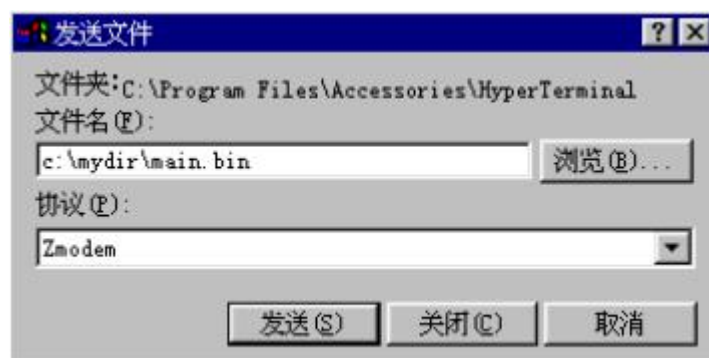 发送文件
文件夹:C:\Program Files\Accessories\HyperTerminal
文件名(F):
c:\mydir\main.bin 浏览(B)...
协议(P):
Zmodem
发送(S) 关闭(C) 取消